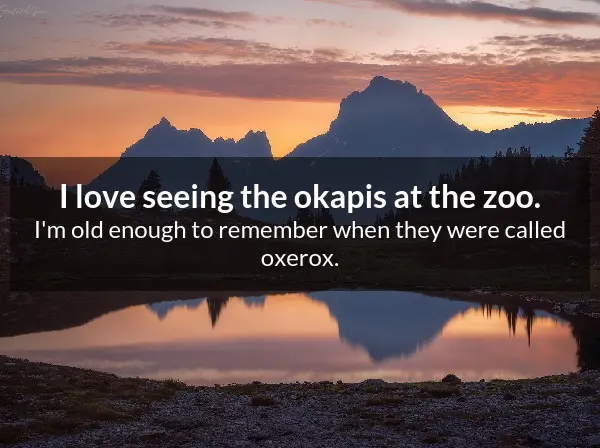 I love seeing the okapis at the zoo.
I'm old enough to remember when they were called
oxerox.